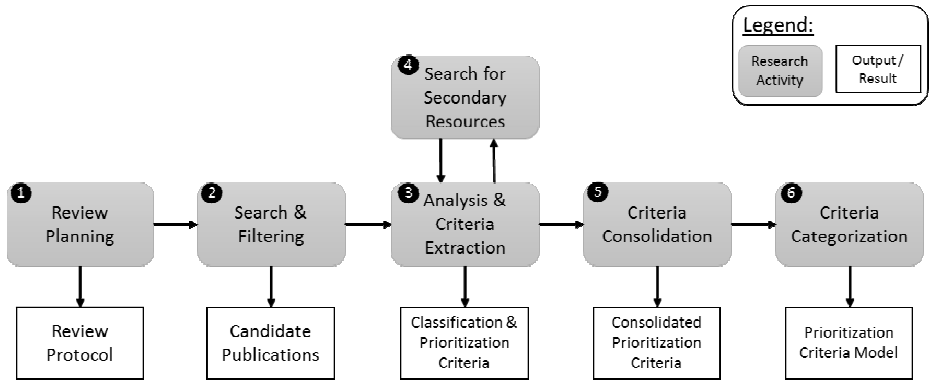 Legend:
Research
Activity
Output/
Result
4
Search for
Secondary
Resources
1
Review
Planning
2
Search &
Filtering
3
Analysis &
Criteria
Extraction
5
Criteria
Consolidation
6
Criteria
Categorization
Review
Protocol
Candidate
Publications
Classification &
Prioritization
Criteria
Consolidated
Prioritization
Criteria
Prioritization
Criteria Model